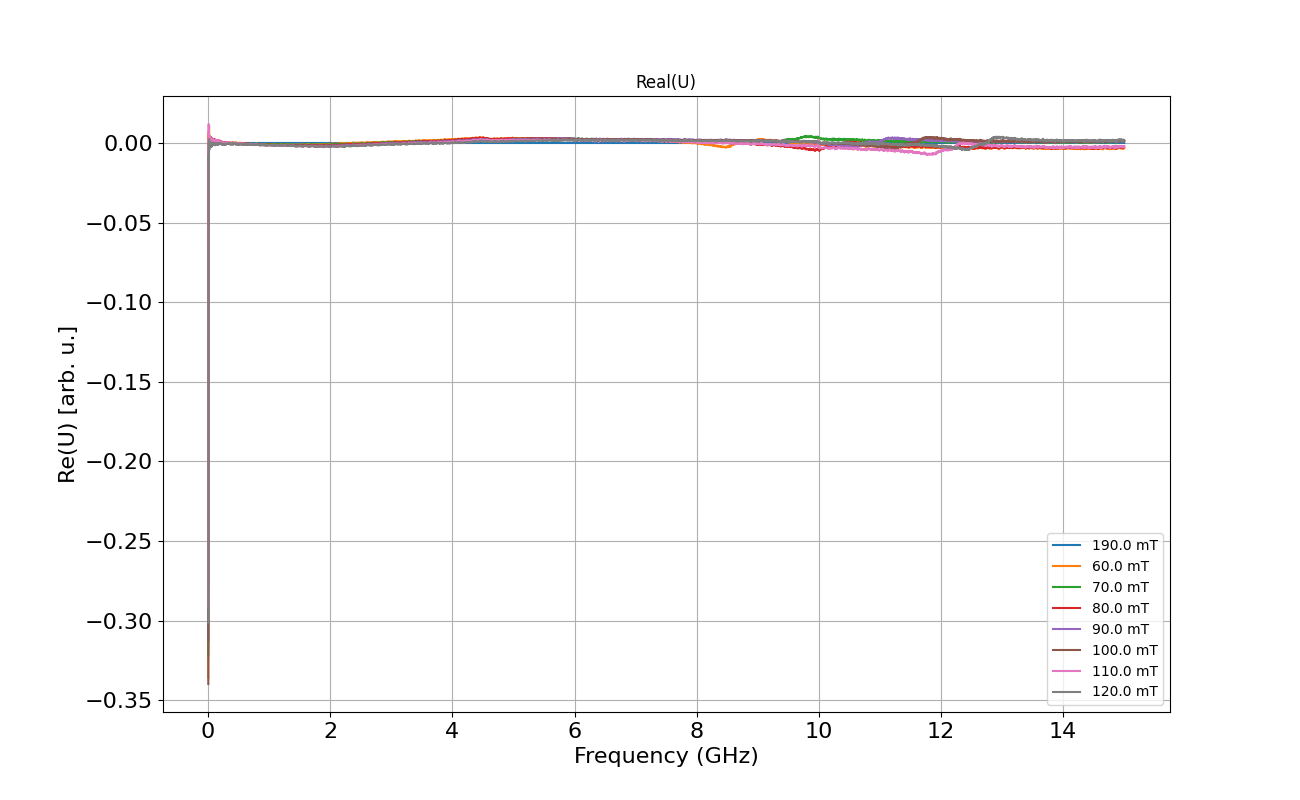 Real(U)
0.00
−0.05
−0.10
−0.15
−0.20
−0.25
−0.30
−0.35
Re(U) [arb. u.]
190.0 mT
60.0 mT
70.0 mT
80.0 mT
90.0 mT
100.0 mT
110.0 mT
120.0 mT
0 2 4 6 8 10 12 14
Frequency (GHz)